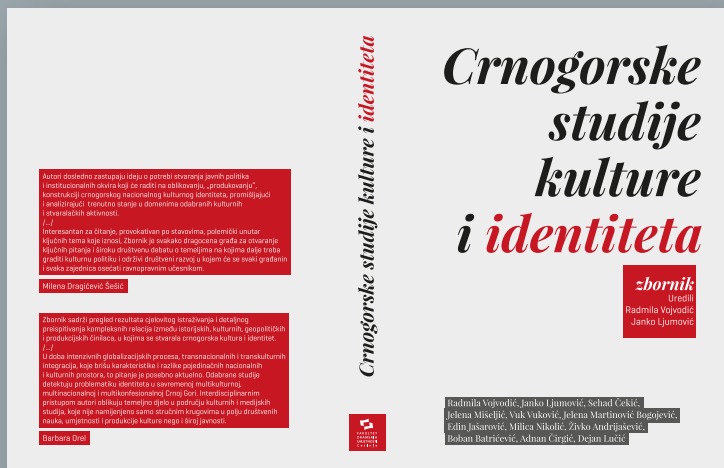 Autori dosledno zastupaju ideju o potrebi stvaranja javnih politika
i institucionalnih okvira koji će raditi na oblikovanju, „produkovanju",
konstrukciji crnogorskog nacionalnog kulturnog identiteta, promišljajući
i analizirajući trenutno stanje u domenima odabranih kulturnih
i stvaralačkih aktivnosti.
/.../
Interesantan za čitanje, provokativan po stavovima, polemički unutar
ključnih tema koje iznosi, Zbornik je svakako dragocena građa za otvaranje
ključnih pitanja i široku društvenu debatu o temeljima na kojima dalje treba
graditi kulturnu politiku i održivi društveni razvoj u kojem će se svaki građanin
i svaka zajednica osećati ravnopravnim učesnikom.
Milena Dragićević Šešić
Zbornik sadrži pregled rezultata cjelovitog istraživanja i detaljnog
preispitivanja kompleksnih relacija između istorijskih, kulturnih, geopolitičkih
i produkcijskih činilaca, u kojima se stvarala crnogorska kultura i identitet.
/.../
U doba intenzivnih globalizacijskih procesa, transnacionalnih i transkulturnih
integracija, koje brišu karakteristike i razlike pojedinačnih nacionalnih
i kulturnih prostora, to pitanje je posebno aktuelno. Odabrane studije
detektuju problematiku identiteta u savremenoj multikulturnoj,
multinacionalnoj i multikonfesionalnoj Crnoj Gori. Interdisciplinarnim
pristupom autori oblikuju temeljno djelo u području kulturnih i medijskih
studija, koje nije namijenjeno samo stručnim krugovima u polju društvenih
nauka, umjetnosti i produkcije kulture nego i široj javnosti.
Barbara Orel
Crnogorske studije kulture i identiteta
FAKULTET
DRAMSKIH
UMJETNOSTI
Cetinje
Crnogorske
studije
kulture
i identiteta
zbornik
Uredili
Radmila Vojvodić
Janko Ljumović
Radmila Vojvodić, Janko Ljumović, Sehad Čekić,
Jelena Mišeljić, Vuk Vuković, Jelena Martinović Bogojević,
Edin Jašarović, Milica Nikolić, Živko Andrijašević,
Boban Batrićević, Adnan Čirgić, Dejan Lučić